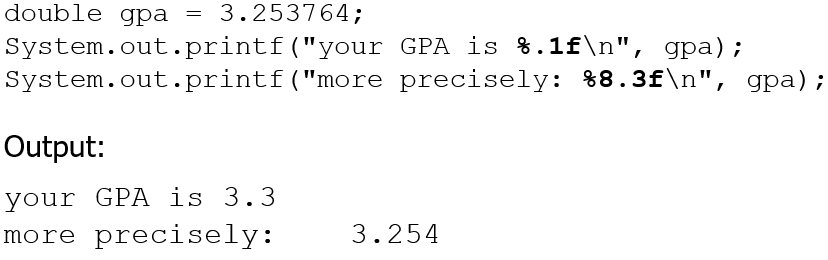 double gpa = 3.253764;
System.out.printf("your GPA is %.1f\n", gpa);
System.out.printf("more precisely: %8.3f\n", gpa);
Output:
your GPA is 3.3
more precisely:    3.254